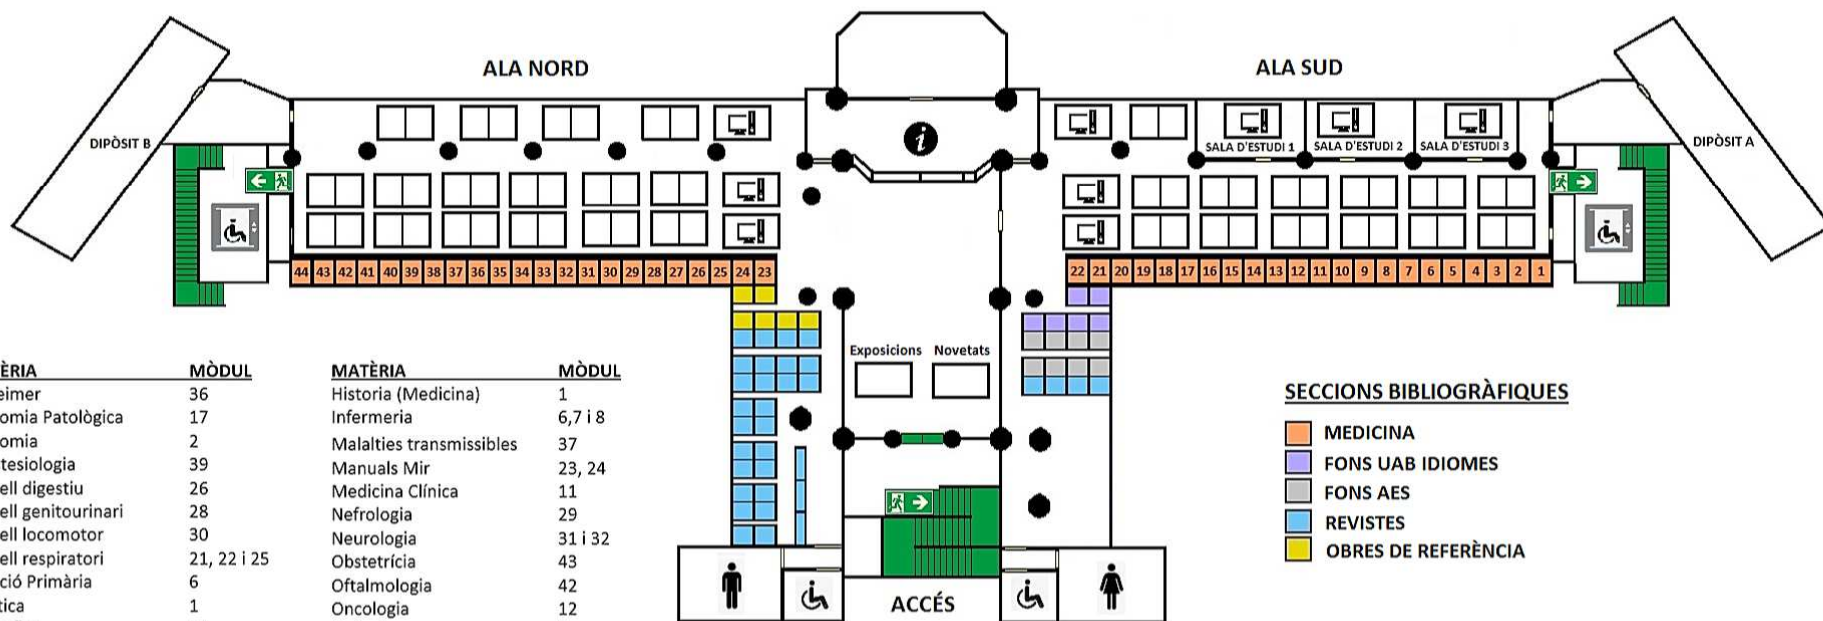 ALA NORD
ALA SUD
DIPÒSIT B
DIPÒSIT A
i
SALA D'ESTUDI 1
SALA D'ESTUDI 2
SALA D'ESTUDI 3
44 43 42 41 40 39 38 37 36 35 34 33 32 31 30 29 28 27 26 25 24 23
22 21 20 19 18 17 16 15 14 13 12 11 10 9 8 7 6 5 4 3 2 1
Exposicions
Novetats
MÒDUL
36
Patològica 17
2
39
digestiu 26
genitourinari 28
locomotor 30
respiratori 21, 22 i 25
Primària 6
1
MATÈRIA MÒDUL
Historia (Medicina) 1
Infermeria 6,7 i 8
Malalties transmissibles 37
Manuals Mir 23, 24
Medicina Clínica 11
Nefrologia 29
Neurologia 31 i 32
Obstetrícia 43
Oftalmologia 42
Oncologia 12
SECCIONS BIBLIOGRÀFIQUES
MEDICINA
FONS UAB IDIOMES
FONS AES
REVISTES
OBRES DE REFERÈNCIA
ACCÉS